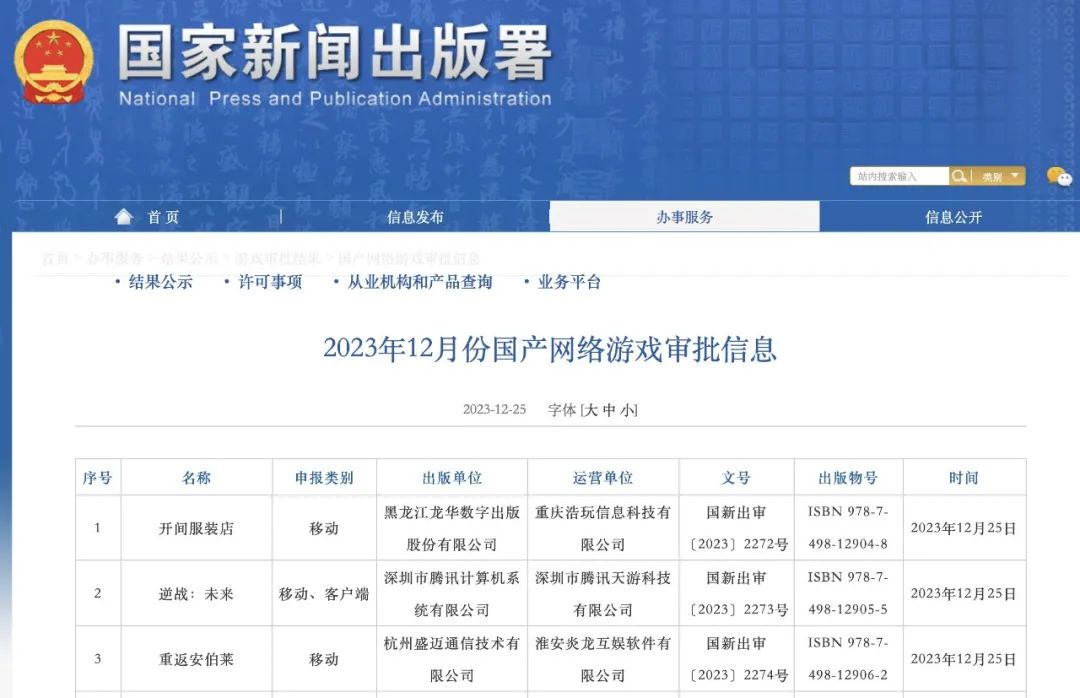 国家新闻出版署
National Press and Publication Administration
站内搜索输入 类别
首页 信息发布 办事服务 信息公开
首页 > 办事服务 > 结果公示 > 游戏审批结果 > 国产网络游戏审批信息
• 结果公示 • 许可事项 • 从业机构和产品查询 • 业务平台
2023年12月份国产网络游戏审批信息
2023-12-25 字体 [大 中 小]
序号 名称 申报类别 出版单位 运营单位 文号 出版物号 时间
1 开间服装店 移动 黑龙江龙华数字出版股份有限公司 重庆浩玩信息科技有限公司 国新出审〔2023〕2272号 ISBN 978-7-498-12904-8 2023年12月25日
2 逆战：未来 移动、客户端 深圳市腾讯计算机系统有限公司 深圳市腾讯天游科技有限公司 国新出审〔2023〕2273号 ISBN 978-7-498-12905-5 2023年12月25日
3 重返安伯莱 移动 杭州盛迈通信技术有限公司 淮安炎龙互娱软件有限公司 国新出审〔2023〕2274号 ISBN 978-7-498-12906-2 2023年12月25日